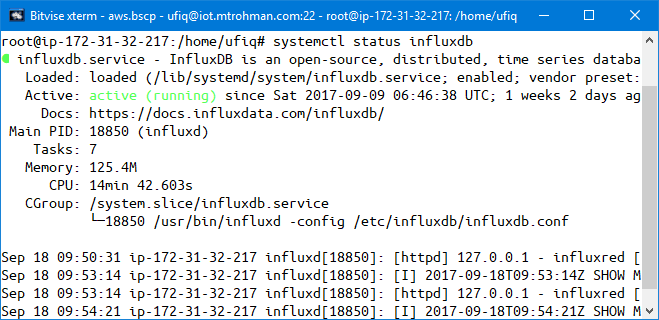 Bitvise xterm - aws.bscp - ufiq@iot.mtrohman.com:22 - root@ip-172-31-32-217: /home/ufiq
root@ip-172-31-32-217:/home/ufiq# systemctl status influxdb
● influxdb.service - InfluxDB is an open-source, distributed, time series databa
Loaded: loaded (/lib/systemd/system/influxdb.service; enabled; vendor preset:
Active: active (running) since Sat 2017-09-09 06:46:38 UTC; 1 weeks 2 days ag
Docs: https://docs.influxdata.com/influxdb/
Main PID: 18850 (influxd)
Tasks: 7
Memory: 125.4M
CPU: 14min 42.603s
CGroup: /system.slice/influxdb.service
└─18850 /usr/bin/influxd -config /etc/influxdb/influxdb.conf
Sep 18 09:50:31 ip-172-31-32-217 influxd[18850]: [httpd] 127.0.0.1 - influxred [
Sep 18 09:53:14 ip-172-31-32-217 influxd[18850]: [I] 2017-09-18T09:53:14Z SHOW M
Sep 18 09:53:14 ip-172-31-32-217 influxd[18850]: [httpd] 127.0.0.1 - influxred [
Sep 18 09:54:21 ip-172-31-32-217 influxd[18850]: [I] 2017-09-18T09:54:21Z SHOW M